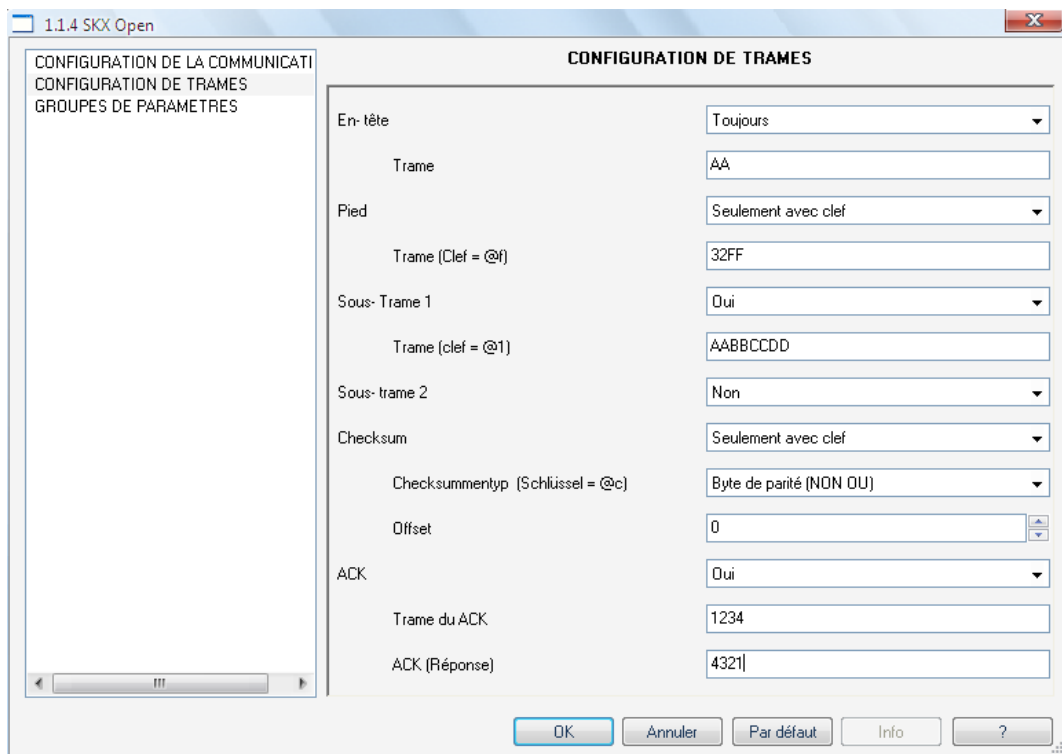 1.1.4 SKX Open
CONFIGURATION DE LA COMMUNICATI
CONFIGURATION DE TRAMES
GROUPES DE PARAMETRES
CONFIGURATION DE TRAMES
En- tête Toujours
Trame AA
Pied Seulement avec clef
Trame (Clef = @f) 32FF
Sous- Trame 1 Oui
Trame (clef = @1) AABBCCDD
Sous- trame 2 Non
Checksum Seulement avec clef
Checksummentyp (Schlüssel = @c) Byte de parité (NON OU)
Offset 0
ACK Oui
Trame du ACK 1234
ACK (Réponse) 4321
OK Annuler Par défaut Info ?